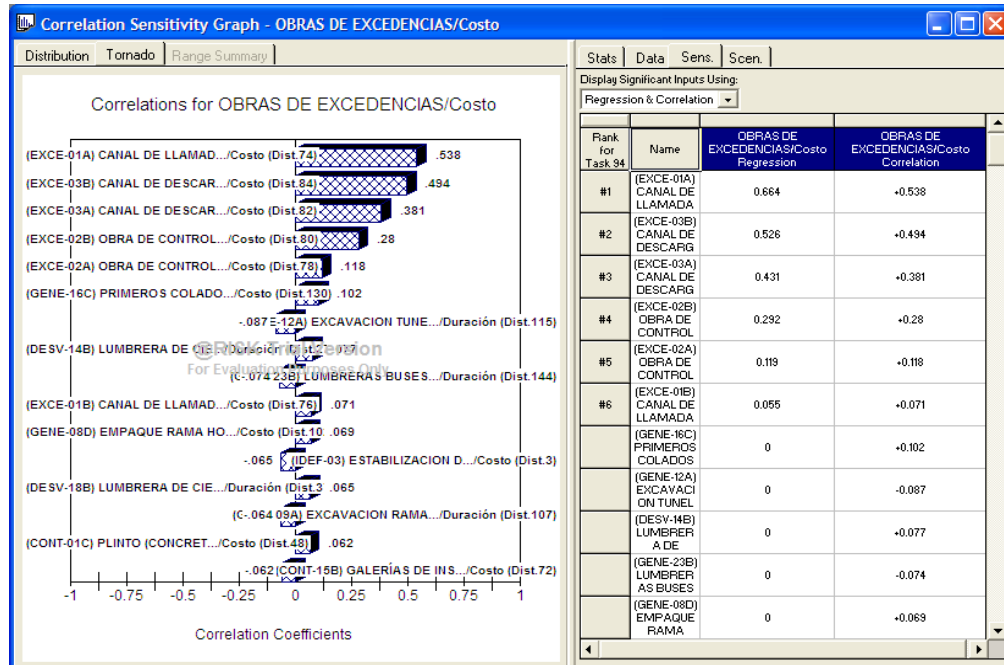 Correlation Sensitivity Graph - OBRAS DE EXCEDENCIAS/Costo
Distribution Tornado Range Summary
Correlations for OBRAS DE EXCEDENCIAS/Costo
(EXCE-01A) CANAL DE LLAMAD.../Costo (Dist.74) .538
(EXCE-03B) CANAL DE DESCAR.../Costo (Dist.84) .494
(EXCE-03A) CANAL DE DESCAR.../Costo (Dist.82) .381
(EXCE-02B) OBRA DE CONTROL.../Costo (Dist.80) .28
(EXCE-02A) OBRA DE CONTROL.../Costo (Dist.78) .118
(GENE-16C) PRIMEROS COLADO.../Costo (Dist.130) .102
-.087 E-12A) EXCAVACION TUNE.../Duración (Dist.115)
(DESV-14B) LUMBRERA DE CIE.../Duración .077
@RISK Trial Version
For Evaluation Purposes Only
-.074 23B) LUMBRERAS BUSES.../Duración (Dist.144)
(EXCE-01B) CANAL DE LLAMAD.../Costo (Dist.76) .071
(GENE-08D) EMPAQUE RAMA HO.../Costo (Dist.10 .069
-.065 (IDEF-03) ESTABILIZACION D.../Costo (Dist.3)
(DESV-18B) LUMBRERA DE CIE.../Duración (Dist.3 .065
-.064 09A) EXCAVACION RAMA.../Duración (Dist.107)
(CONT-01C) PLINTO (CONCRET.../Costo (Dist.48) .062
-.062 (CONT-15B) GALERÍAS DE INS.../Costo (Dist.72)
-1 -0.75 -0.5 -0.25 0 0.25 0.5 0.75 1
Correlation Coefficients
Stats Data Sens. Scen.
Display Significant Inputs Using:
Regression & Correlation
Rank for Task 94 Name OBRAS DE EXCEDENCIAS/Costo Regression OBRAS DE EXCEDENCIAS/Costo Correlation
#1 (EXCE-01A) CANAL DE LLAMADA 0.664 +0.538
#2 (EXCE-03B) CANAL DE DESCARG 0.526 +0.494
#3 (EXCE-03A) CANAL DE DESCARG 0.431 +0.381
#4 (EXCE-02B) OBRA DE CONTROL 0.292 +0.28
#5 (EXCE-02A) OBRA DE CONTROL 0.119 +0.118
#6 (EXCE-01B) CANAL DE LLAMADA 0.055 +0.071
(GENE-16C) PRIMEROS COLADOS 0 +0.102
(GENE-12A) EXCAVACI ON TUNEL 0 -0.087
(DESV-14B) LUMBRER A DE 0 +0.077
(GENE-23B) LUMBRER AS BUSES 0 -0.074
(GENE-08D) EMPAQUE RAMA 0 +0.069